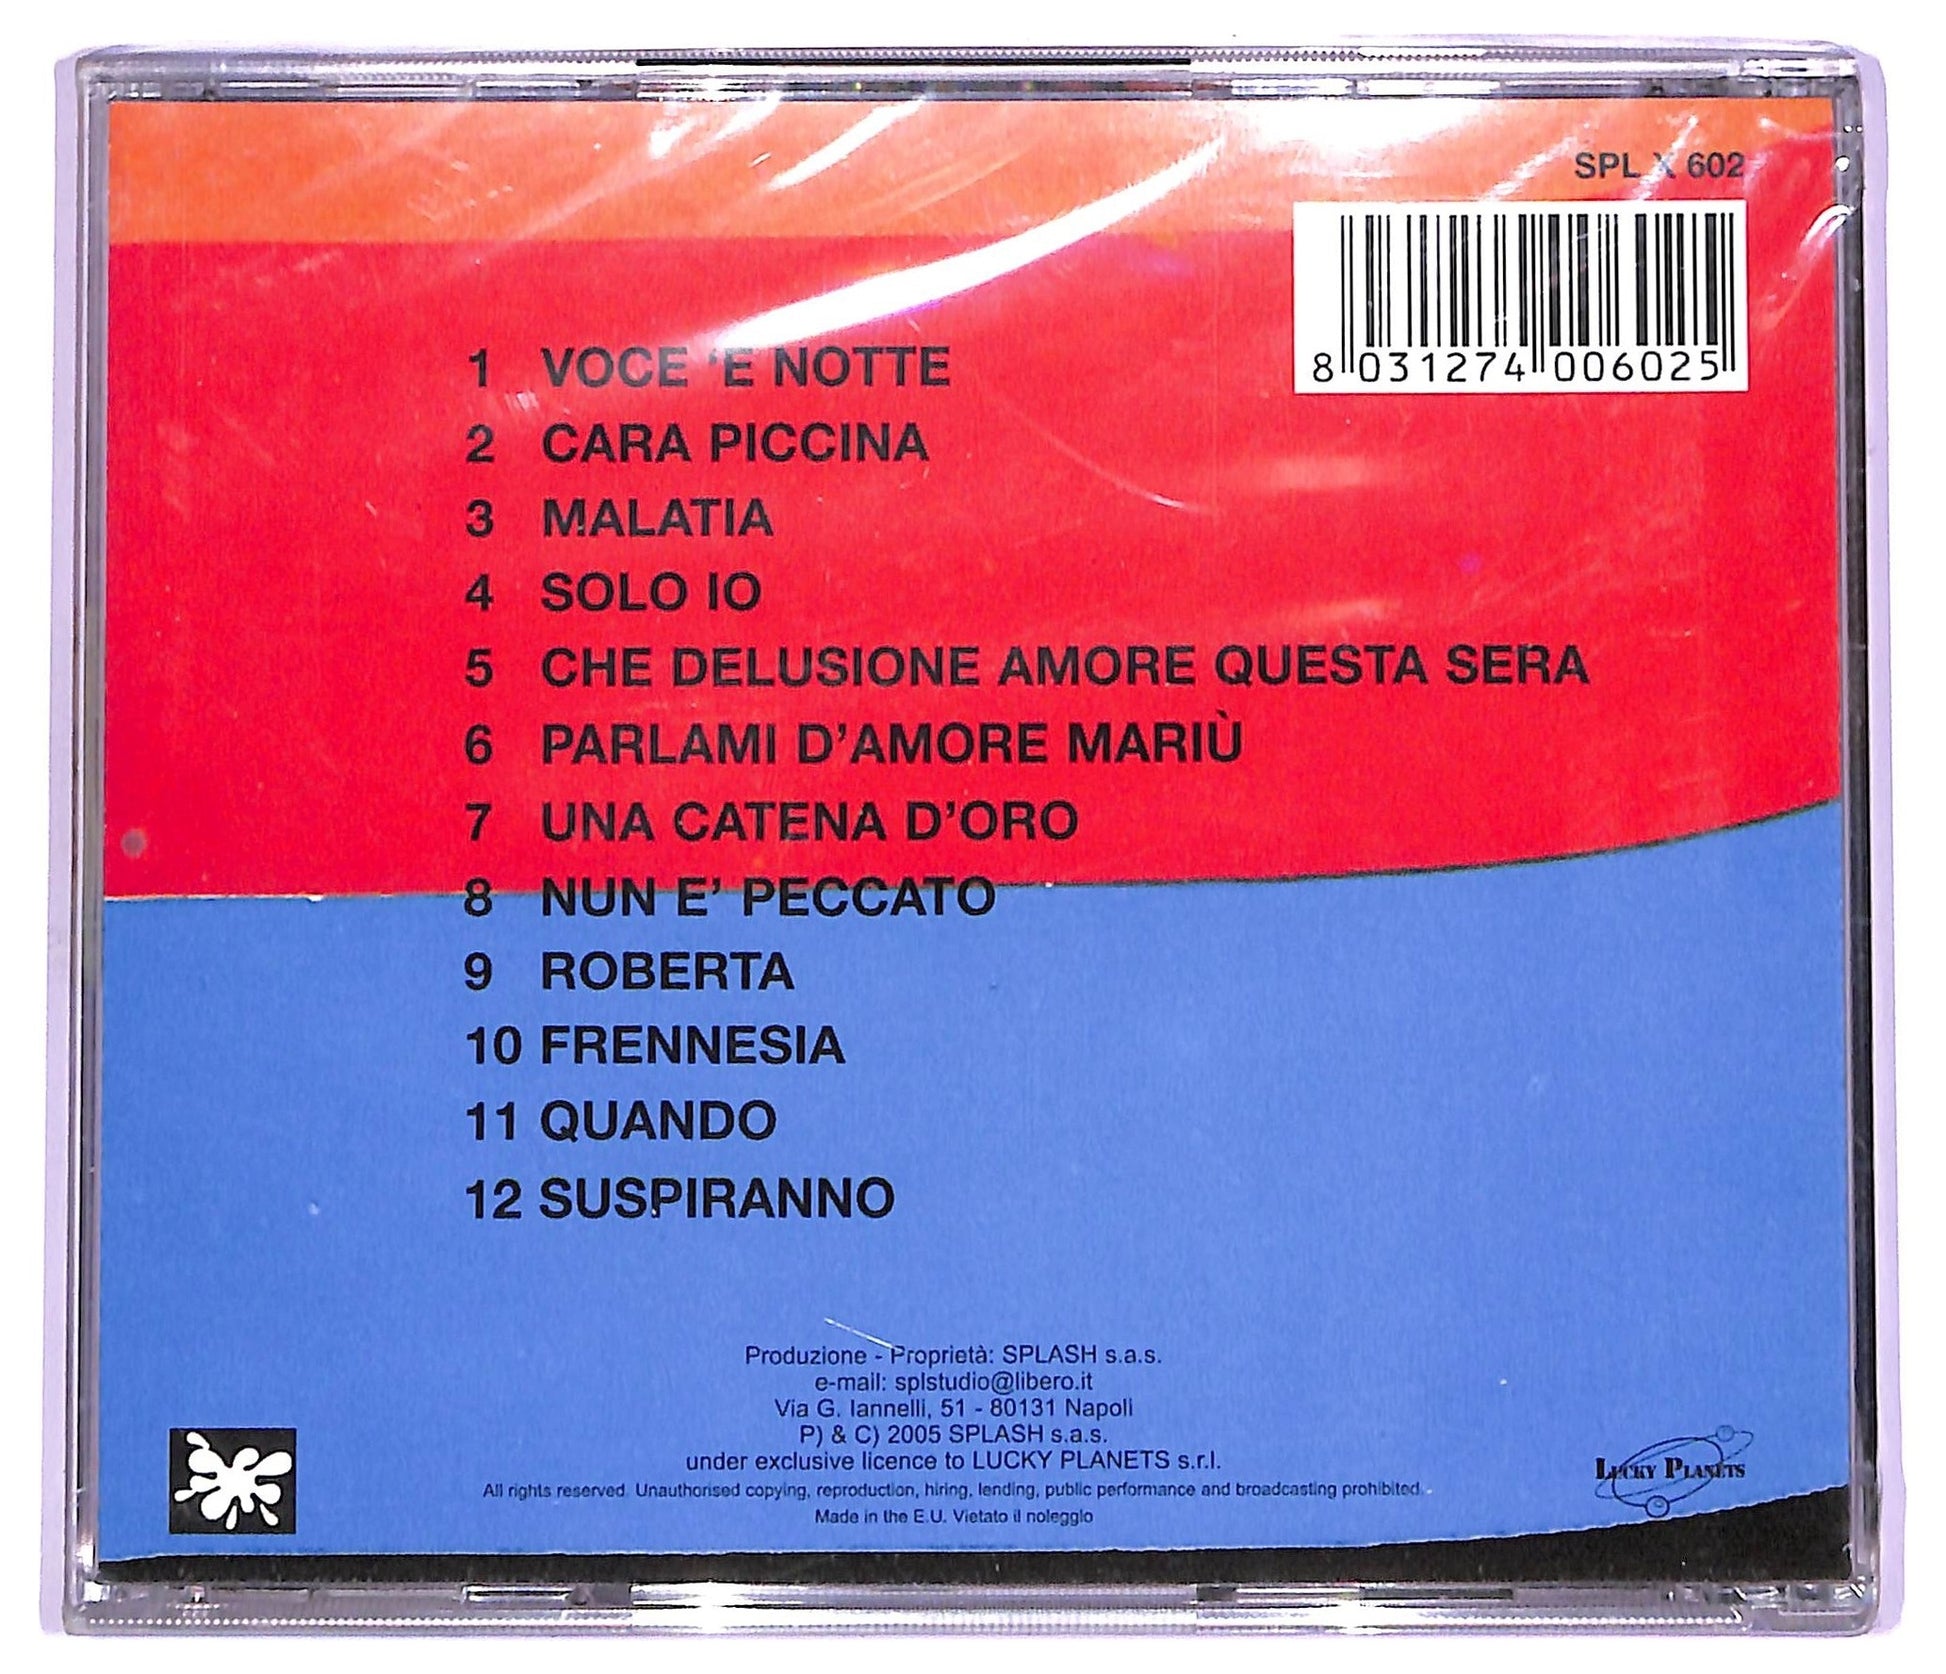 SPL X 602
8 031274 006025
1 VOCE 'E NOTTE
2 CARA PICCINA
3 MALATIA
4 SOLO IO
5 CHE DELUSIONE AMORE QUESTA SERA
6 PARLAMI D'AMORE MARIÙ
7 UNA CATENA D'ORO
8 NUN E' PECCATO
9 ROBERTA
10 FRENNESIA
11 QUANDO
12 SUSPIRANNO
Produzione - Proprietà: SPLASH s.a.s.
e-mail: splstudio@libero.it
Via G. Iannelli, 51 - 80131 Napoli
P) & C) 2005 SPLASH s.a.s.
under exclusive licence to LUCKY PLANETS s.r.l.
All rights reserved. Unauthorised copying, reproduction, hiring, lending, public performance and broadcasting prohibited.
Made in the E.U. Vietato il noleggio
LUCKY PLANETS